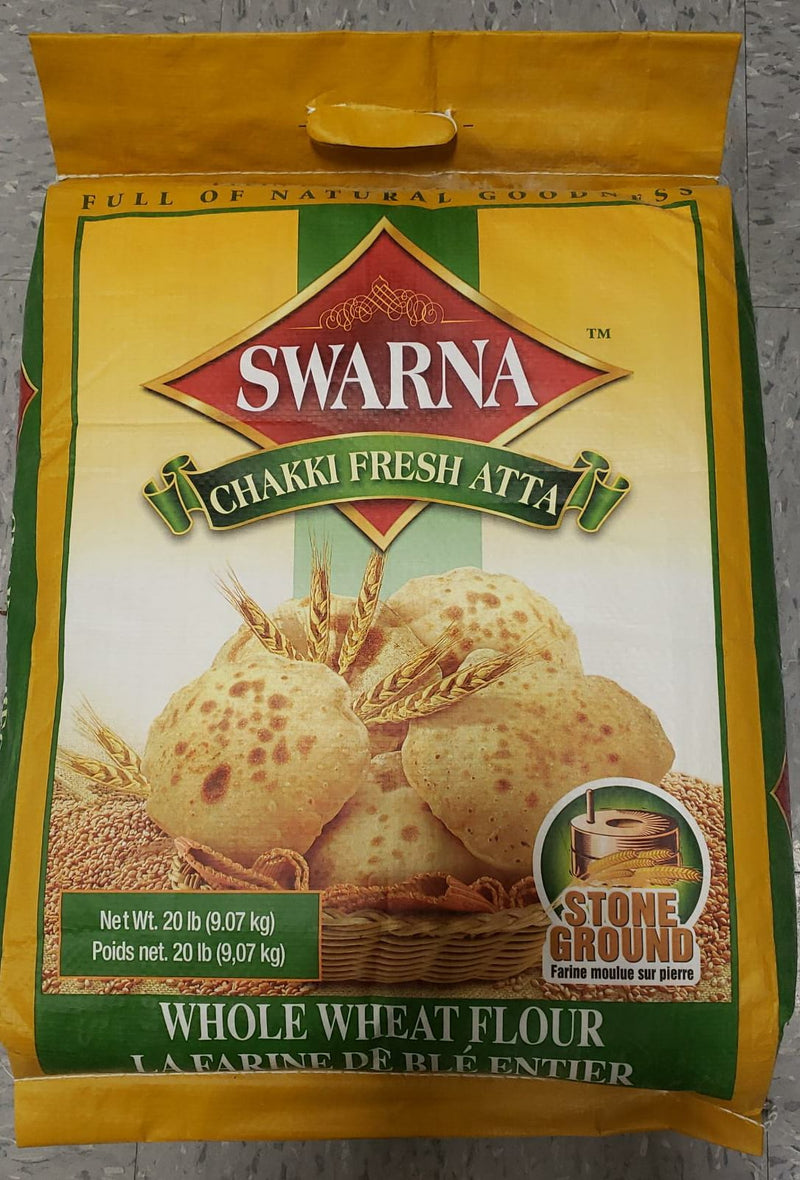 FULL OF NATURAL GOODNESS
SWARNA
TM
CHAKKI FRESH ATTA
Net Wt. 20 lb (9.07 kg)
Poids net. 20 lb (9,07 kg)
STONE
GROUND
Farine moulue sur pierre
WHOLE WHEAT FLOUR
LA FARINE DE BLÉ ENTIER